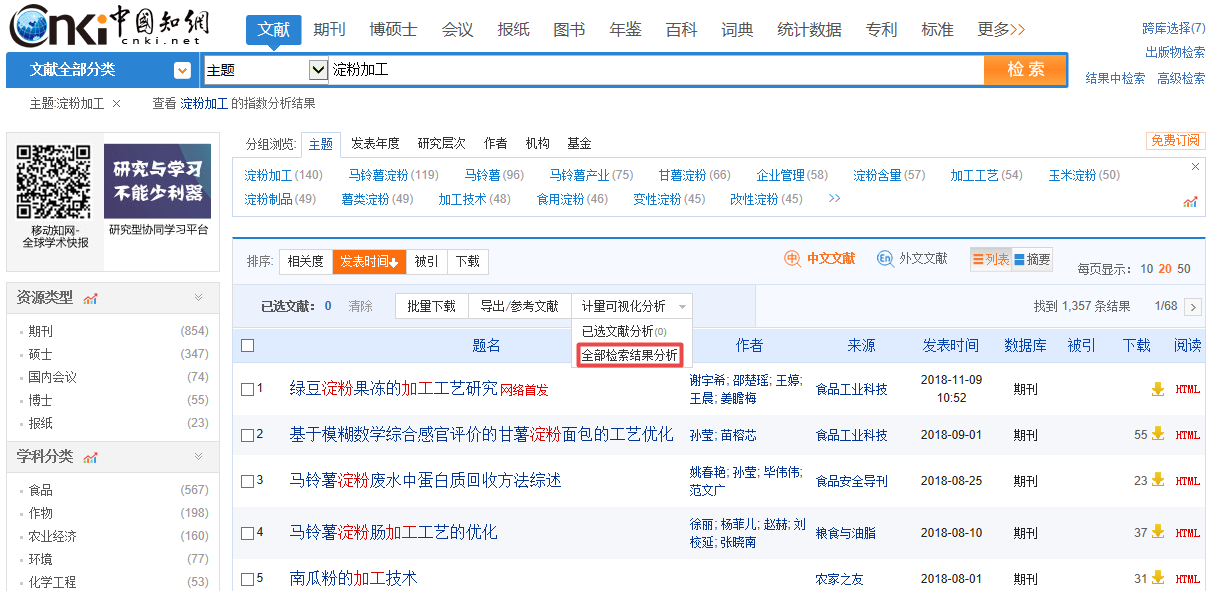 cnki 中國知網
cnki.net
文献 期刊 博硕士 会议 报纸 图书 年鉴 百科 词典 统计数据 专利 标准 更多>>
跨库选择(7)
出版物检索
文献全部分类 主题 淀粉加工 检 索
结果中检索 高级检索
主题:淀粉加工 × 查看 淀粉加工 的指数分析结果
研究与学习
不能少利器
移动知网-
全球学术快报
研究型协同学习平台
分组浏览: 主题 发表年度 研究层次 作者 机构 基金
免费订阅
淀粉加工(140) 马铃薯淀粉(119) 马铃薯(96) 马铃薯产业(75) 甘薯淀粉(66) 企业管理(58) 淀粉含量(57) 加工工艺(54) 玉米淀粉(50)
淀粉制品(49) 薯类淀粉(49) 加工技术(48) 食用淀粉(46) 变性淀粉(45) 改性淀粉(45) >>
排序: 相关度 发表时间↓ 被引 下载
中 中文文献 En 外文文献 列表 摘要 每页显示: 10 20 50
已选文献: 0 清除 批量下载 导出/参考文献 计量可视化分析
已选文献分析(0)
全部检索结果分析
找到 1,357 条结果 1/68 >
题名 作者 来源 发表时间 数据库 被引 下载 阅读
1 绿豆淀粉果冻的加工工艺研究 网络首发 谢宇希; 邵楚瑶; 王婷; 王晨; 姜瞻梅 食品工业科技 2018-11-09 10:52 期刊 HTML
2 基于模糊数学综合感官评价的甘薯淀粉面包的工艺优化 孙莹; 苗榕芯 食品工业科技 2018-09-01 期刊 55 HTML
3 马铃薯淀粉废水中蛋白质回收方法综述 姚春艳; 孙莹; 毕伟伟; 范文广 食品安全导刊 2018-08-25 期刊 23 HTML
4 马铃薯淀粉肠加工工艺的优化 徐丽; 杨菲儿; 赵赫; 刘校延; 张晓南 粮食与油脂 2018-08-10 期刊 37 HTML
5 南瓜粉的加工技术 农家之友 2018-08-01 期刊 31 HTML
资源类型
期刊 (854)
硕士 (347)
国内会议 (74)
博士 (55)
报纸 (23)
学科分类
食品 (567)
作物 (198)
农业经济 (160)
环境 (77)
化学工程 (53)